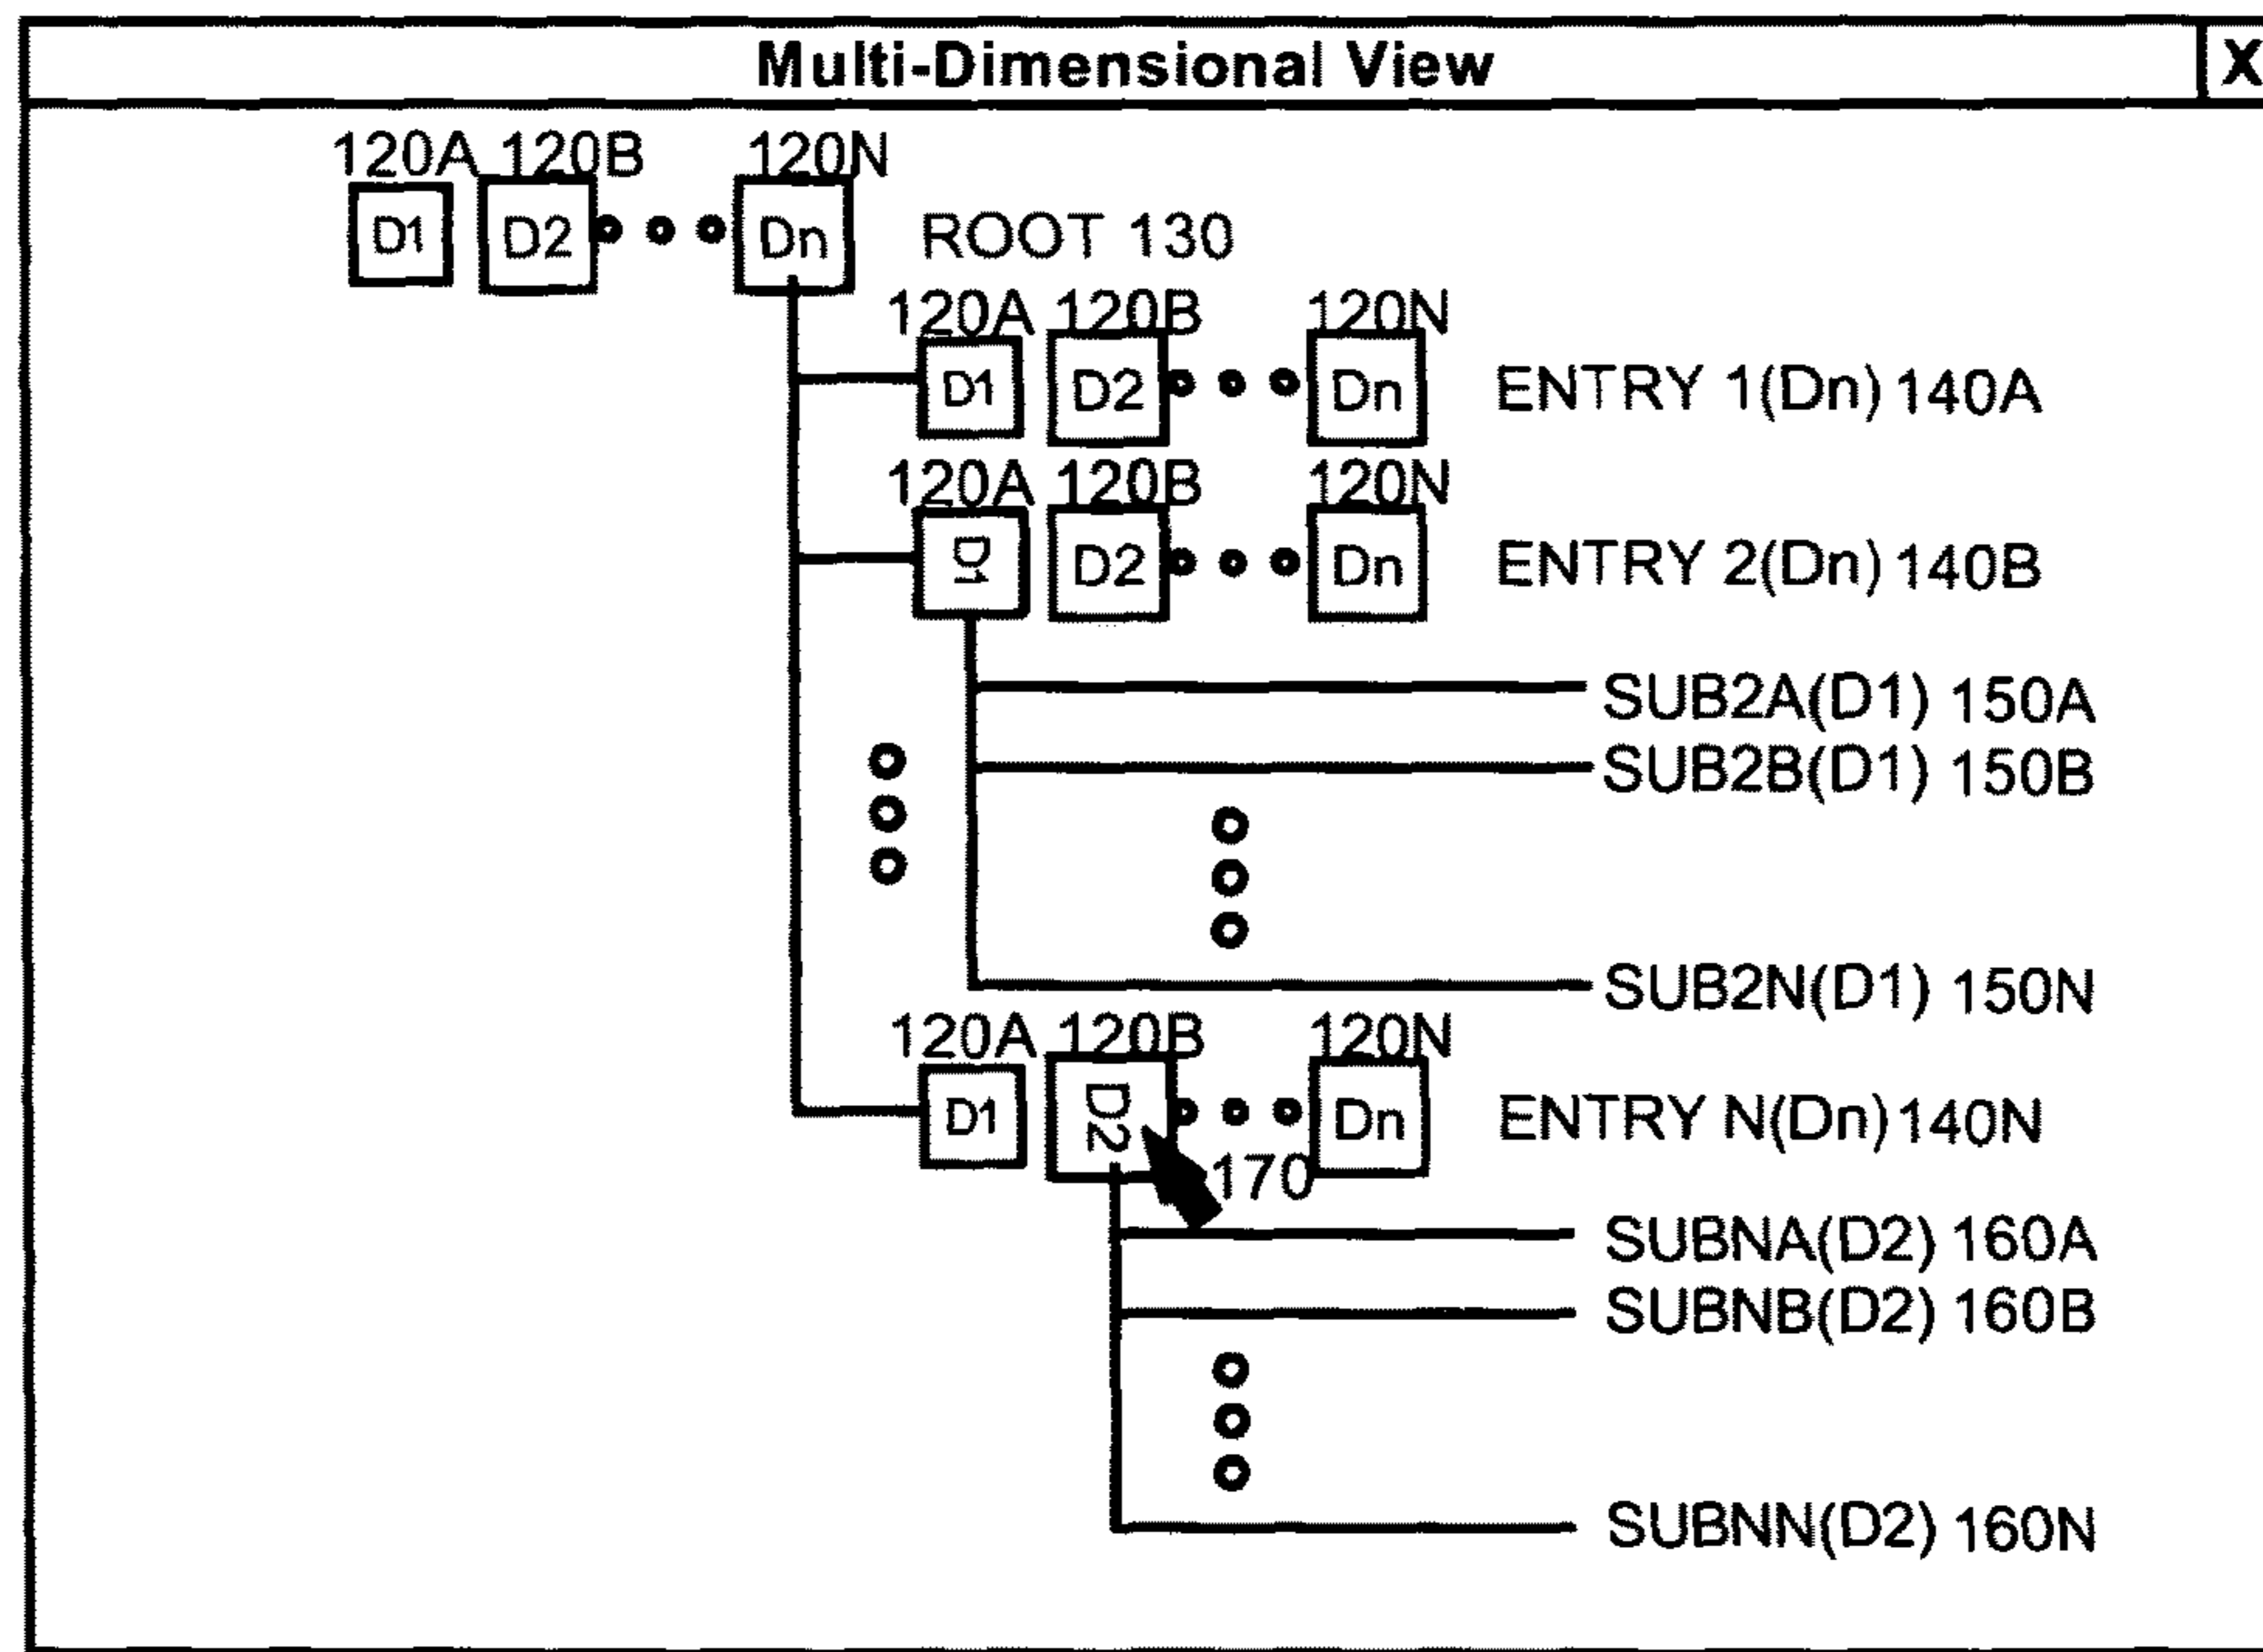 Multi-Dimensional View X
120A 120B 120N
D1 D2 Dn ROOT 130
120A 120B 120N
D1 D2 Dn ENTRY 1(Dn) 140A
120A 120B 120N
D1 D2 Dn ENTRY 2(Dn) 140B
SUB2A(D1) 150A
SUB2B(D1) 150B
SUB2N(D1) 150N
120A 120B 120N
D1 D2 Dn ENTRY N(Dn) 140N
170
SUBNA(D2) 160A
SUBNB(D2) 160B
SUBNN(D2) 160N